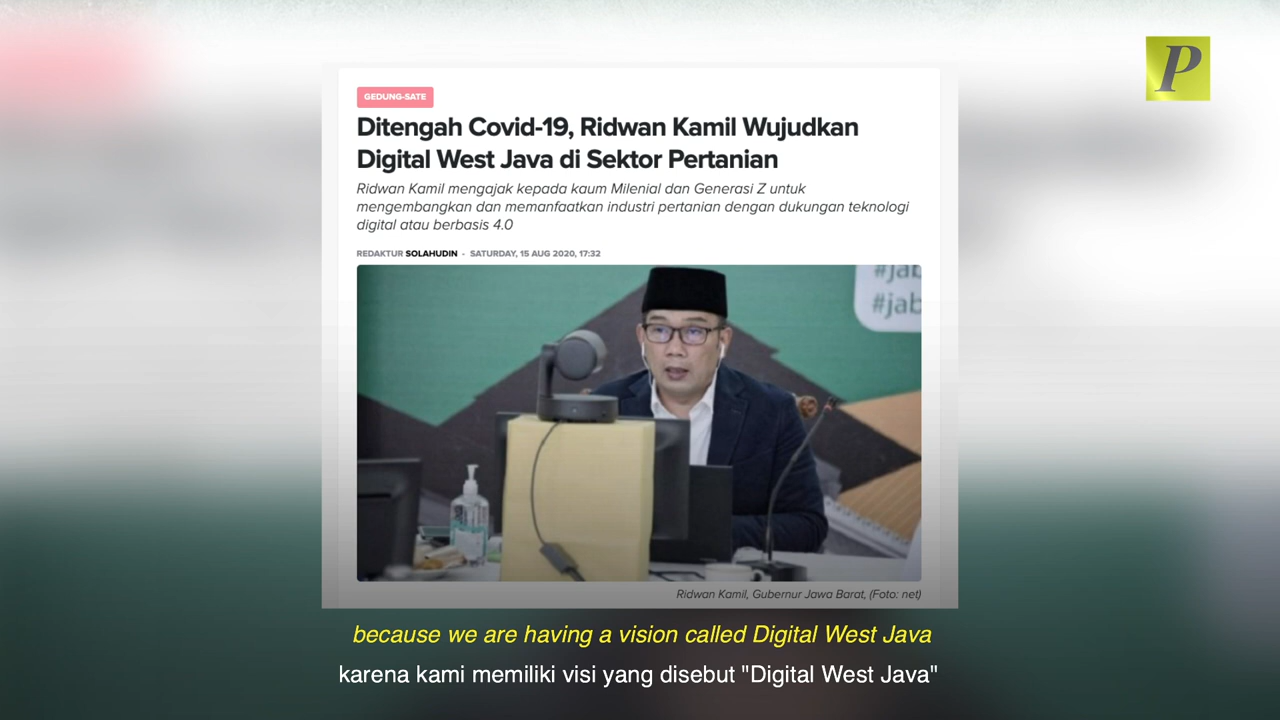 P
GEDUNG-SATE
Ditengah Covid-19, Ridwan Kamil Wujudkan
Digital West Java di Sektor Pertanian
Ridwan Kamil mengajak kepada kaum Milenial dan Generasi Z untuk
mengembangkan dan memanfaatkan industri pertanian dengan dukungan teknologi
digital atau berbasis 4.0
REDAKTUR SOLAHUDIN - SATURDAY, 15 AUG 2020, 17:32
#jab
#jab
Ridwan Kamil, Gubernur Jawa Barat, (Foto: net)
because we are having a vision called Digital West Java
karena kami memiliki visi yang disebut "Digital West Java"